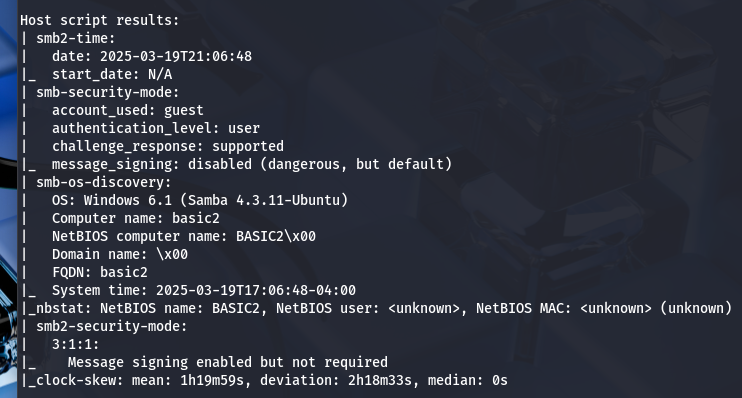 Host script results:
| smb2-time:
|   date: 2025-03-19T21:06:48
|_  start_date: N/A
| smb-security-mode:
|   account_used: guest
|   authentication_level: user
|   challenge_response: supported
|_  message_signing: disabled (dangerous, but default)
| smb-os-discovery:
|   OS: Windows 6.1 (Samba 4.3.11-Ubuntu)
|   Computer name: basic2
|   NetBIOS computer name: BASIC2\x00
|   Domain name: \x00
|   FQDN: basic2
|_  System time: 2025-03-19T17:06:48-04:00
|_nbstat: NetBIOS name: BASIC2, NetBIOS user: <unknown>, NetBIOS MAC: <unknown> (unknown)
| smb2-security-mode:
|   3:1:1:
|_    Message signing enabled but not required
|_clock-skew: mean: 1h19m59s, deviation: 2h18m33s, median: 0s